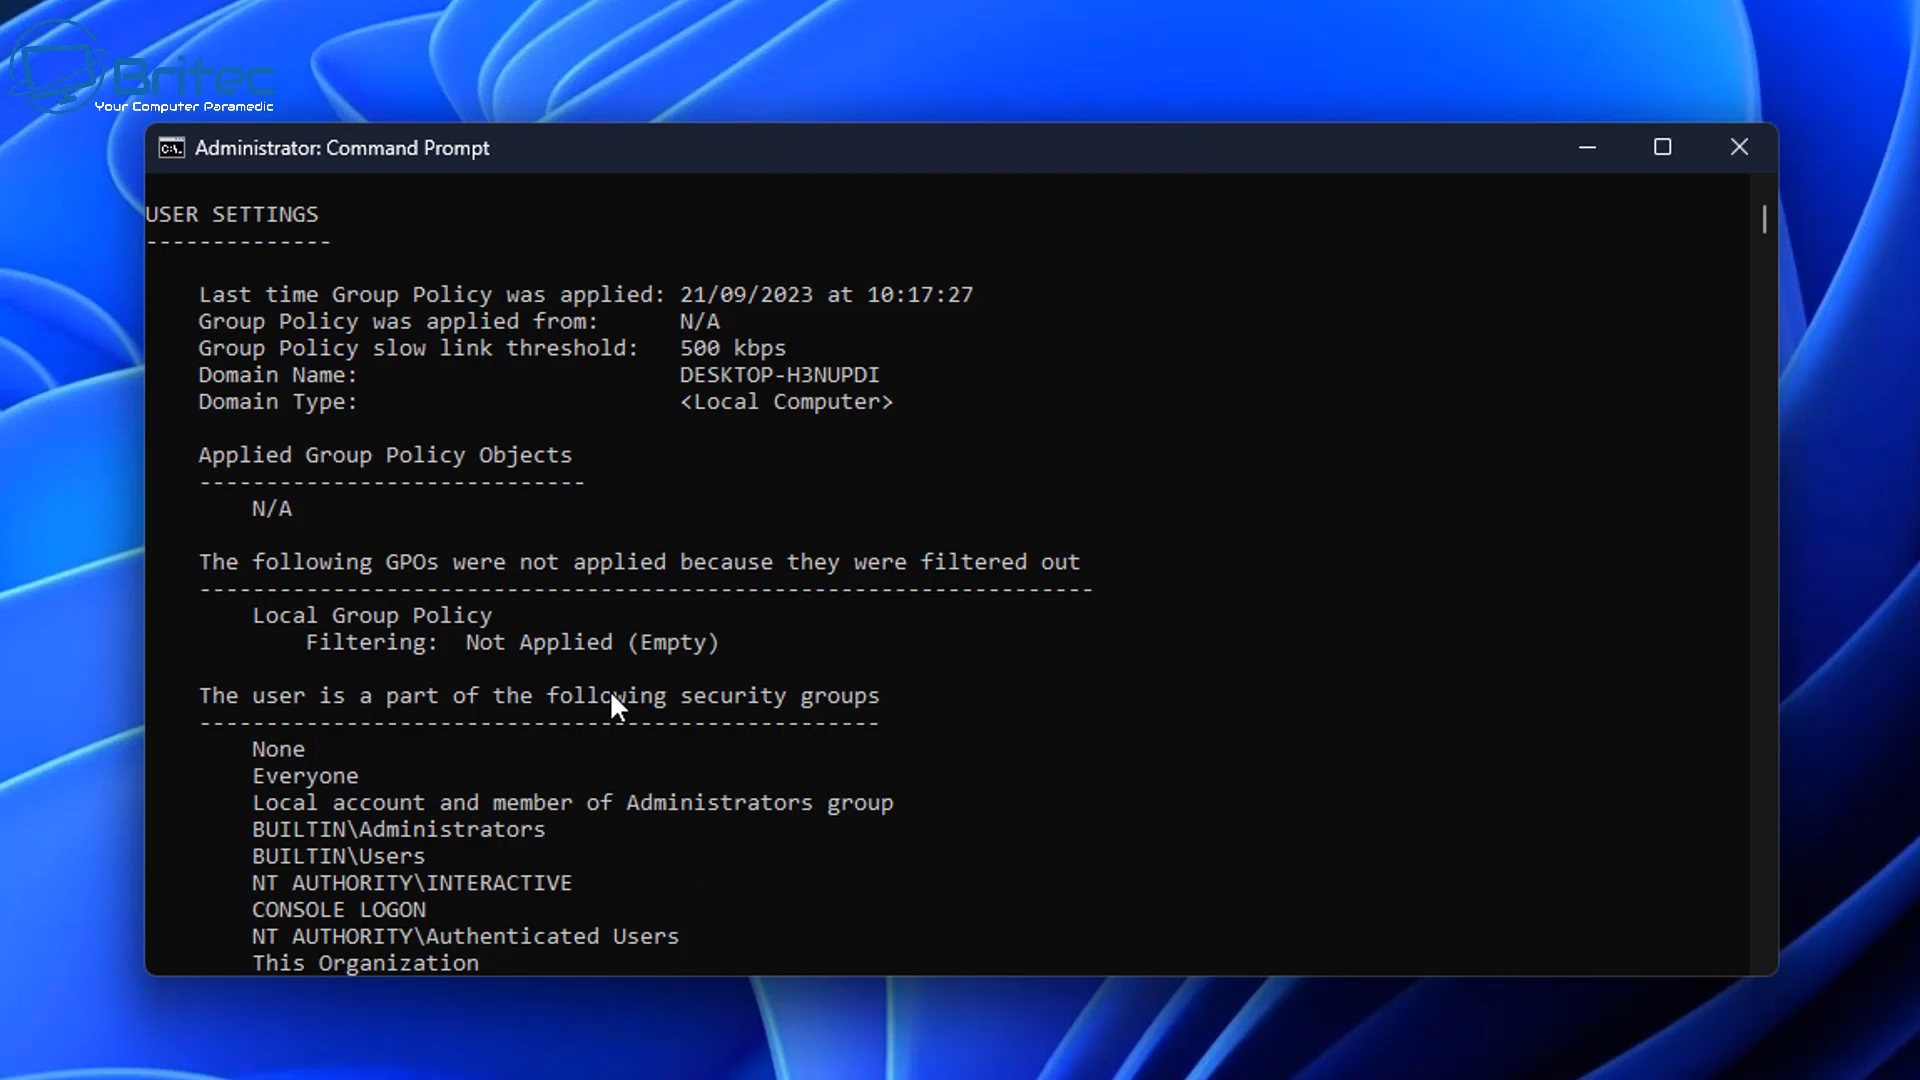 Britec
Your Computer Paramedic
Administrator: Command Prompt
USER SETTINGS
--------------
Last time Group Policy was applied: 21/09/2023 at 10:17:27
Group Policy was applied from:      N/A
Group Policy slow link threshold:   500 kbps
Domain Name:                        DESKTOP-H3NUPDI
Domain Type:                        <Local Computer>
Applied Group Policy Objects
-----------------------------
N/A
The following GPOs were not applied because they were filtered out
-------------------------------------------------------------------
Local Group Policy
Filtering:  Not Applied (Empty)
The user is a part of the following security groups
---------------------------------------------------
None
Everyone
Local account and member of Administrators group
BUILTIN\Administrators
BUILTIN\Users
NT AUTHORITY\INTERACTIVE
CONSOLE LOGON
NT AUTHORITY\Authenticated Users
This Organization